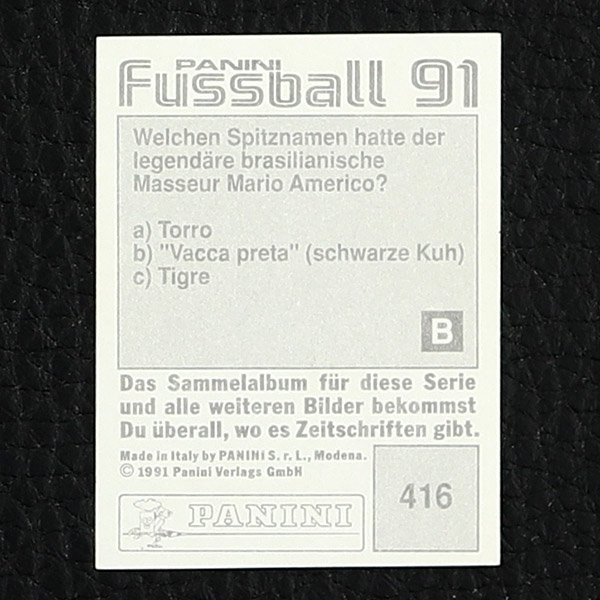 PANINI
Fussball 91
Welchen Spitznamen hatte der
legendäre brasilianische
Masseur Mario Americo?
a) Torro
b) "Vacca preta" (schwarze Kuh)
c) Tigre
B
Das Sammelalbum für diese Serie
und alle weiteren Bilder bekommst
Du überall, wo es Zeitschriften gibt.
Made in Italy by PANINI S. r. L., Modena.
© 1991 Panini Verlags GmbH
PANINI
416